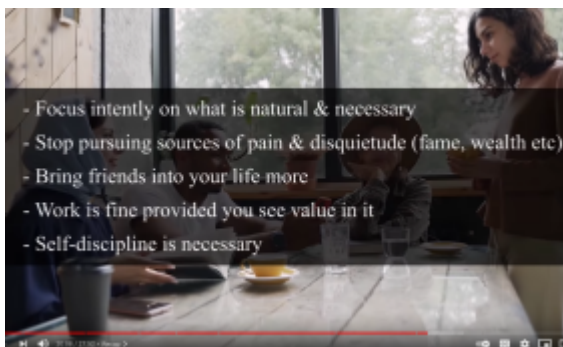 - Focus intently on what is natural & necessary
- Stop pursuing sources of pain & disquietude (fame, wealth etc)
- Bring friends into your life more
- Work is fine provided you see value in it
- Self-discipline is necessary